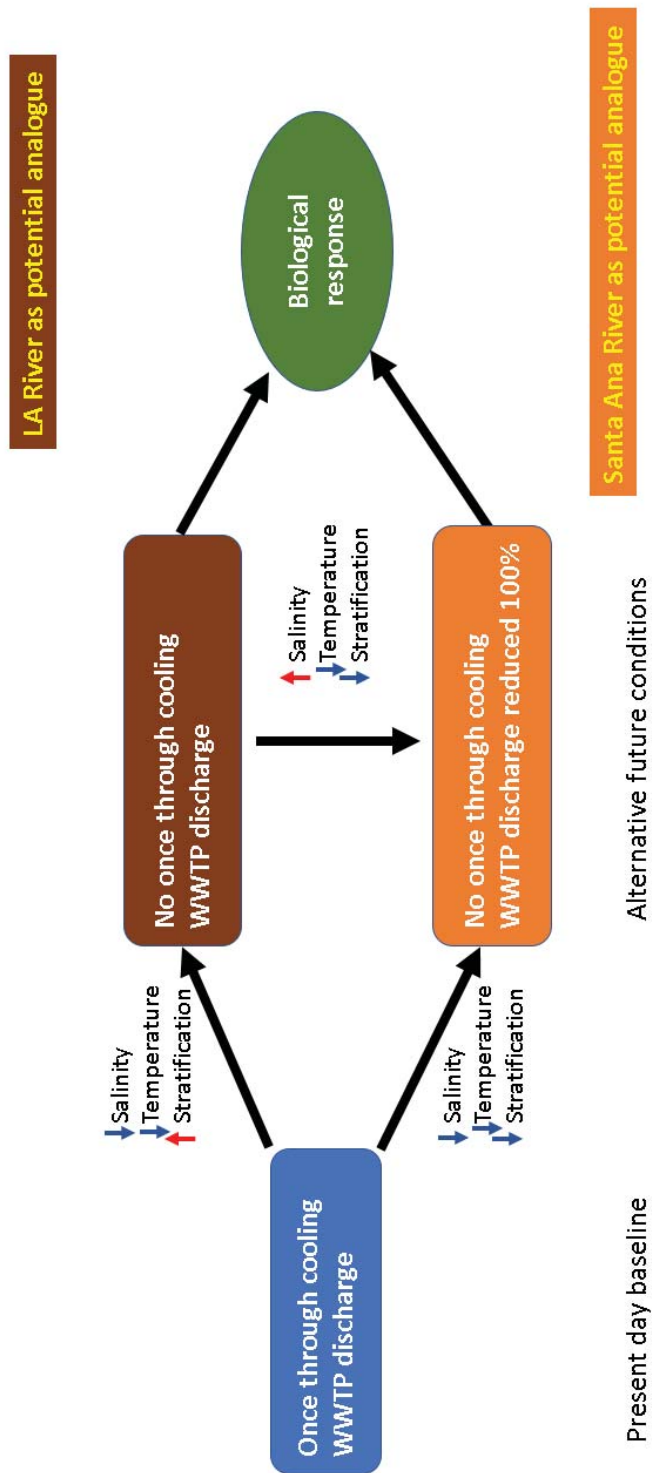 LA River as potential analogue
Salinity
Temperature
Stratification
No once through cooling
WWTP discharge
Once through cooling
WWTP discharge
Salinity
Temperature
Stratification
Biological
response
Salinity
Temperature
Stratification
No once through cooling
WWTP discharge reduced 100%
Santa Ana River as potential analogue
Present day baseline
Alternative future conditions